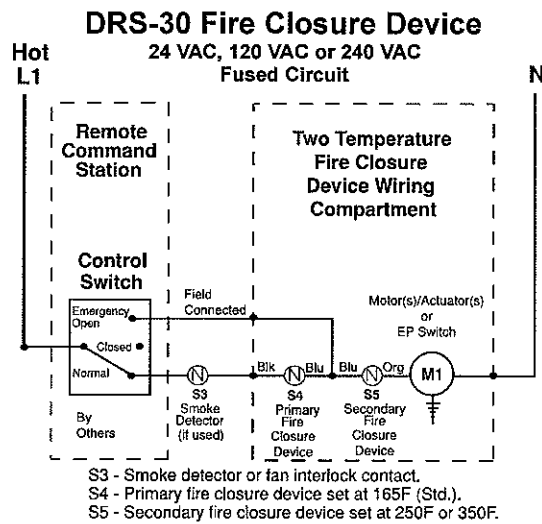 DRS-30 Fire Closure Device
24 VAC, 120 VAC or 240 VAC
Fused Circuit
Hot
L1
N
Remote
Command
Station
Two Temperature
Fire Closure
Device Wiring
Compartment
Control
Switch
Emergency
Open
Closed
Normal
By
Others
Field
Connected
Motor(s)/Actuator(s)
or
EP Switch
Blk
Blu
Blu
Org
M1
N
S3
Smoke
Detector
(if used)
N
S4
Primary
Fire
Closure
Device
N
S5
Secondary
Fire
Closure
Device
S3 - Smoke detector or fan interlock contact.
S4 - Primary fire closure device set at 165F (Std.).
S5 - Secondary fire closure device set at 250F or 350F.